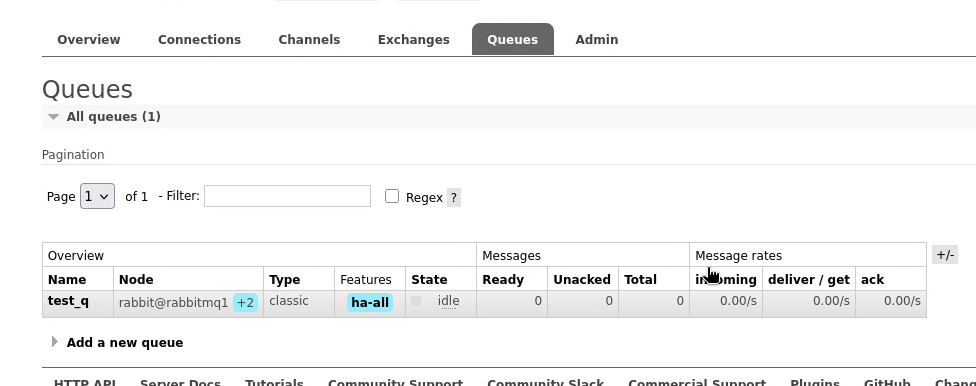 Overview Connections Channels Exchanges Queues Admin
Queues
All queues (1)
Pagination
Page 1 of 1 - Filter: Regex ?
Overview Messages Message rates +/-
Name Node Type Features State Ready Unacked Total incoming deliver / get ack
test_q rabbit@rabbitmq1 +2 classic ha-all idle 0 0 0 0.00/s 0.00/s 0.00/s
Add a new queue
HTTP API Server Docs Tutorials Community Support Community Slack Commercial Support Plugins GitHub